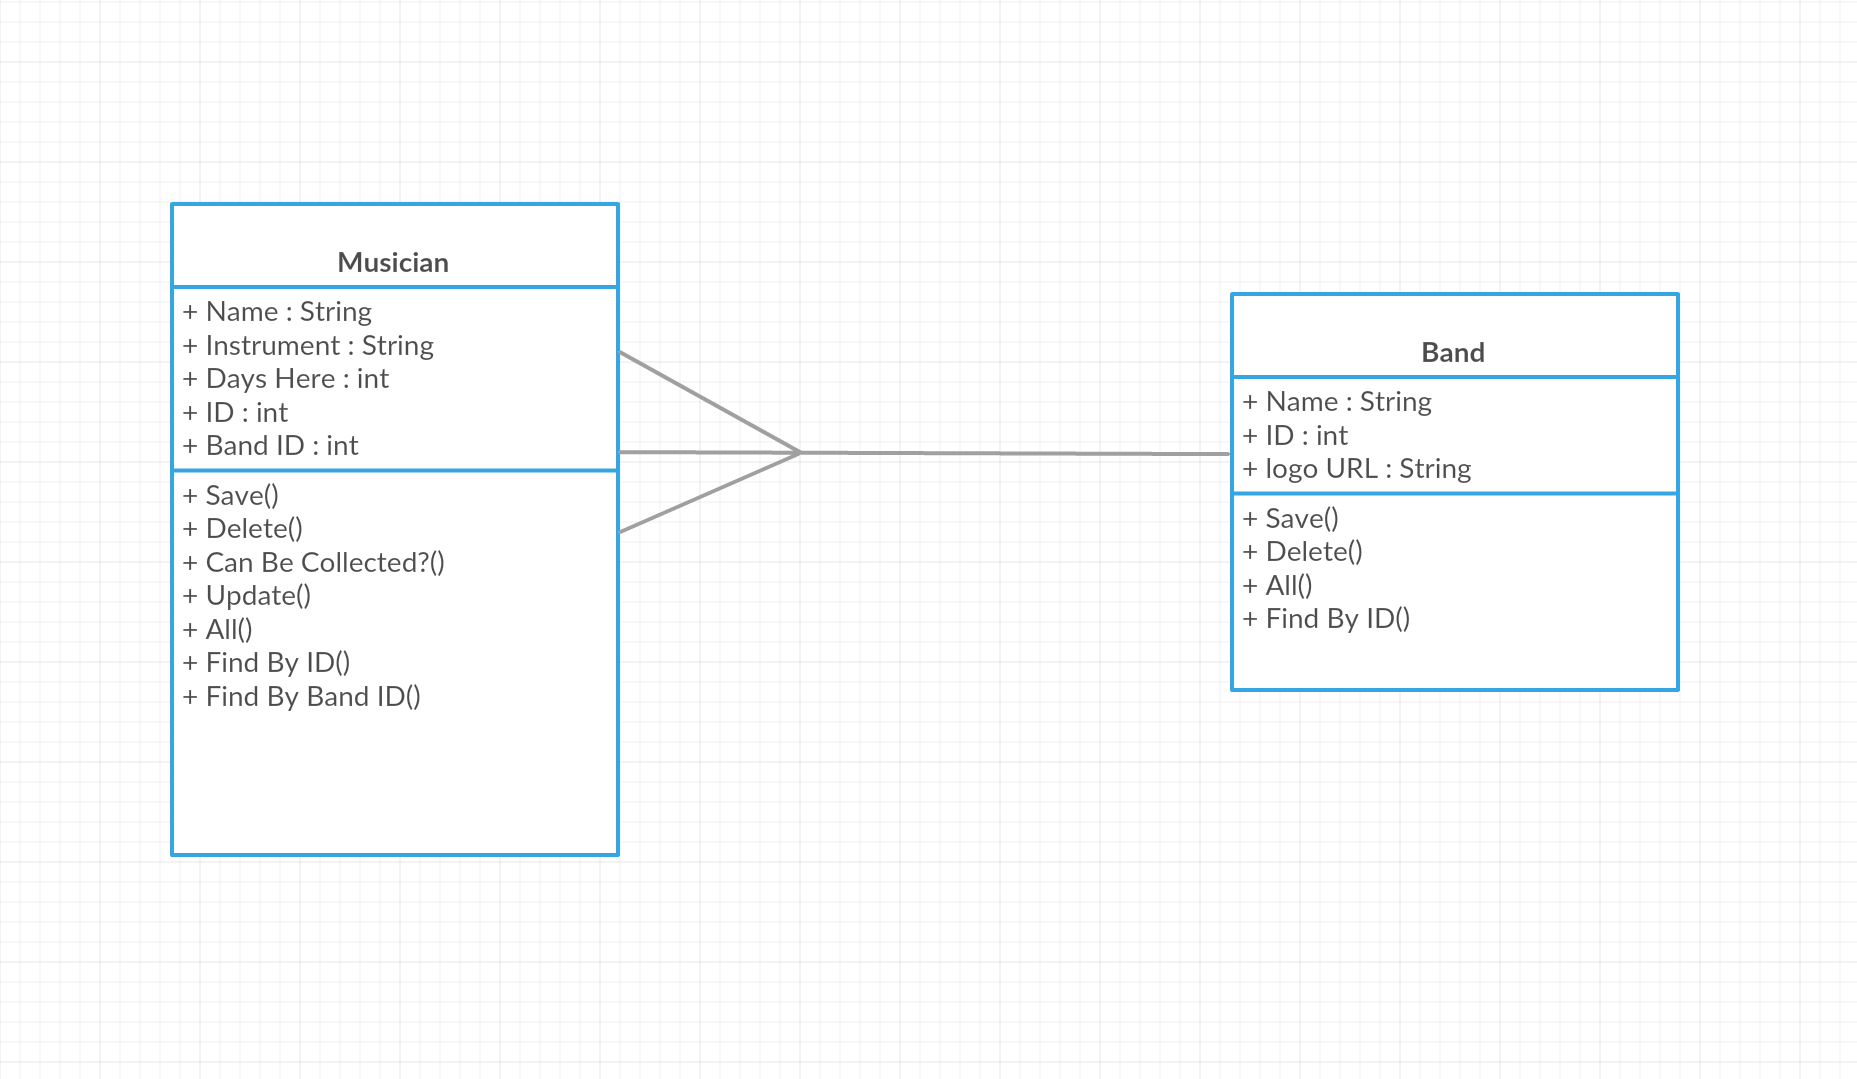 Musician
+ Name : String
+ Instrument : String
+ Days Here : int
+ ID : int
+ Band ID : int
+ Save()
+ Delete()
+ Can Be Collected?()
+ Update()
+ All()
+ Find By ID()
+ Find By Band ID()
Band
+ Name : String
+ ID : int
+ logo URL : String
+ Save()
+ Delete()
+ All()
+ Find By ID()